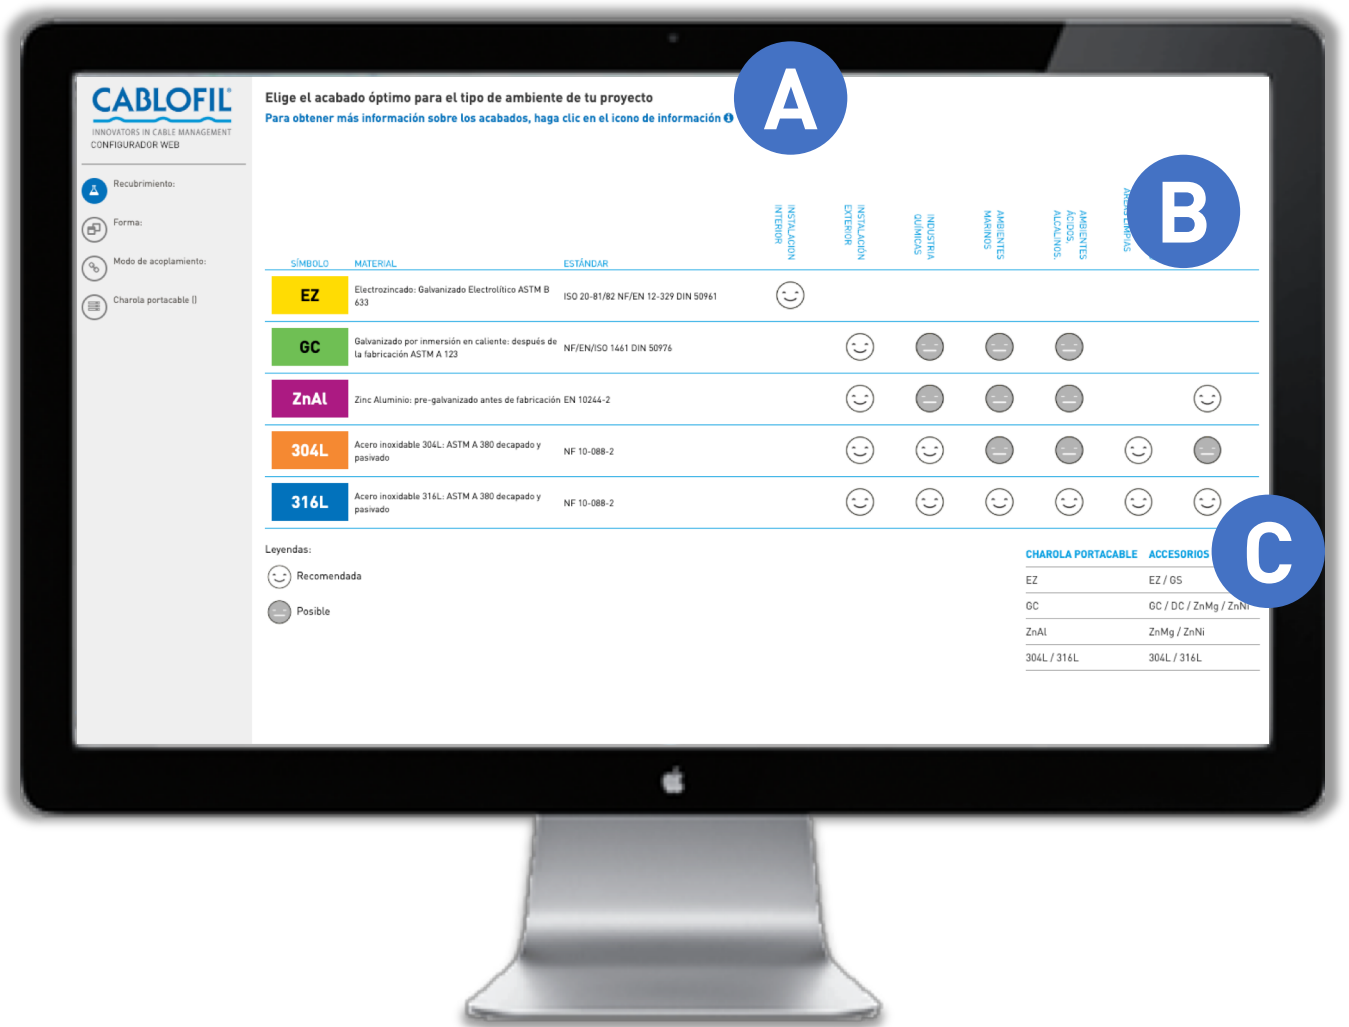 CABLOFIL®
INNOVATORS IN CABLE MANAGEMENT
CONFIGURADOR WEB
Recubrimiento:
Forma:
Modo de acoplamiento:
Charola portacable ()
Elige el acabado óptimo para el tipo de ambiente de tu proyecto
Para obtener más información sobre los acabados, haga clic en el icono de información
A
B
C
SÍMBOLO MATERIAL ESTÁNDAR
INSTALACIÓN
INTERIOR
INSTALACIÓN
EXTERIOR
INDUSTRIA
QUÍMICAS
AMBIENTES
MARINOS
AMBIENTES
ÁCIDOS,
ALCALINOS,
ÁREAS LIMPIAS
EZ
Electrozincado: Galvanizado Electrolítico ASTM B
633
ISO 20-81/82 NF/EN 12-329 DIN 50961
GC
Galvanizado por inmersión en caliente: después de
la fabricación ASTM A 123
NF/EN/ISO 1461 DIN 50976
ZnAl
Zinc Aluminio: pre-galvanizado antes de fabricación EN 10244-2
304L
Acero inoxidable 304L: ASTM A 380 decapado y
pasivado
NF 10-088-2
316L
Acero inoxidable 316L: ASTM A 380 decapado y
pasivado
NF 10-088-2
Leyendas:
Recomendada
Posible
CHAROLA PORTACABLE ACCESORIOS
EZ EZ / GS
GC GC / DC / ZnMg / ZnNi
ZnAl ZnMg / ZnNi
304L / 316L 304L / 316L